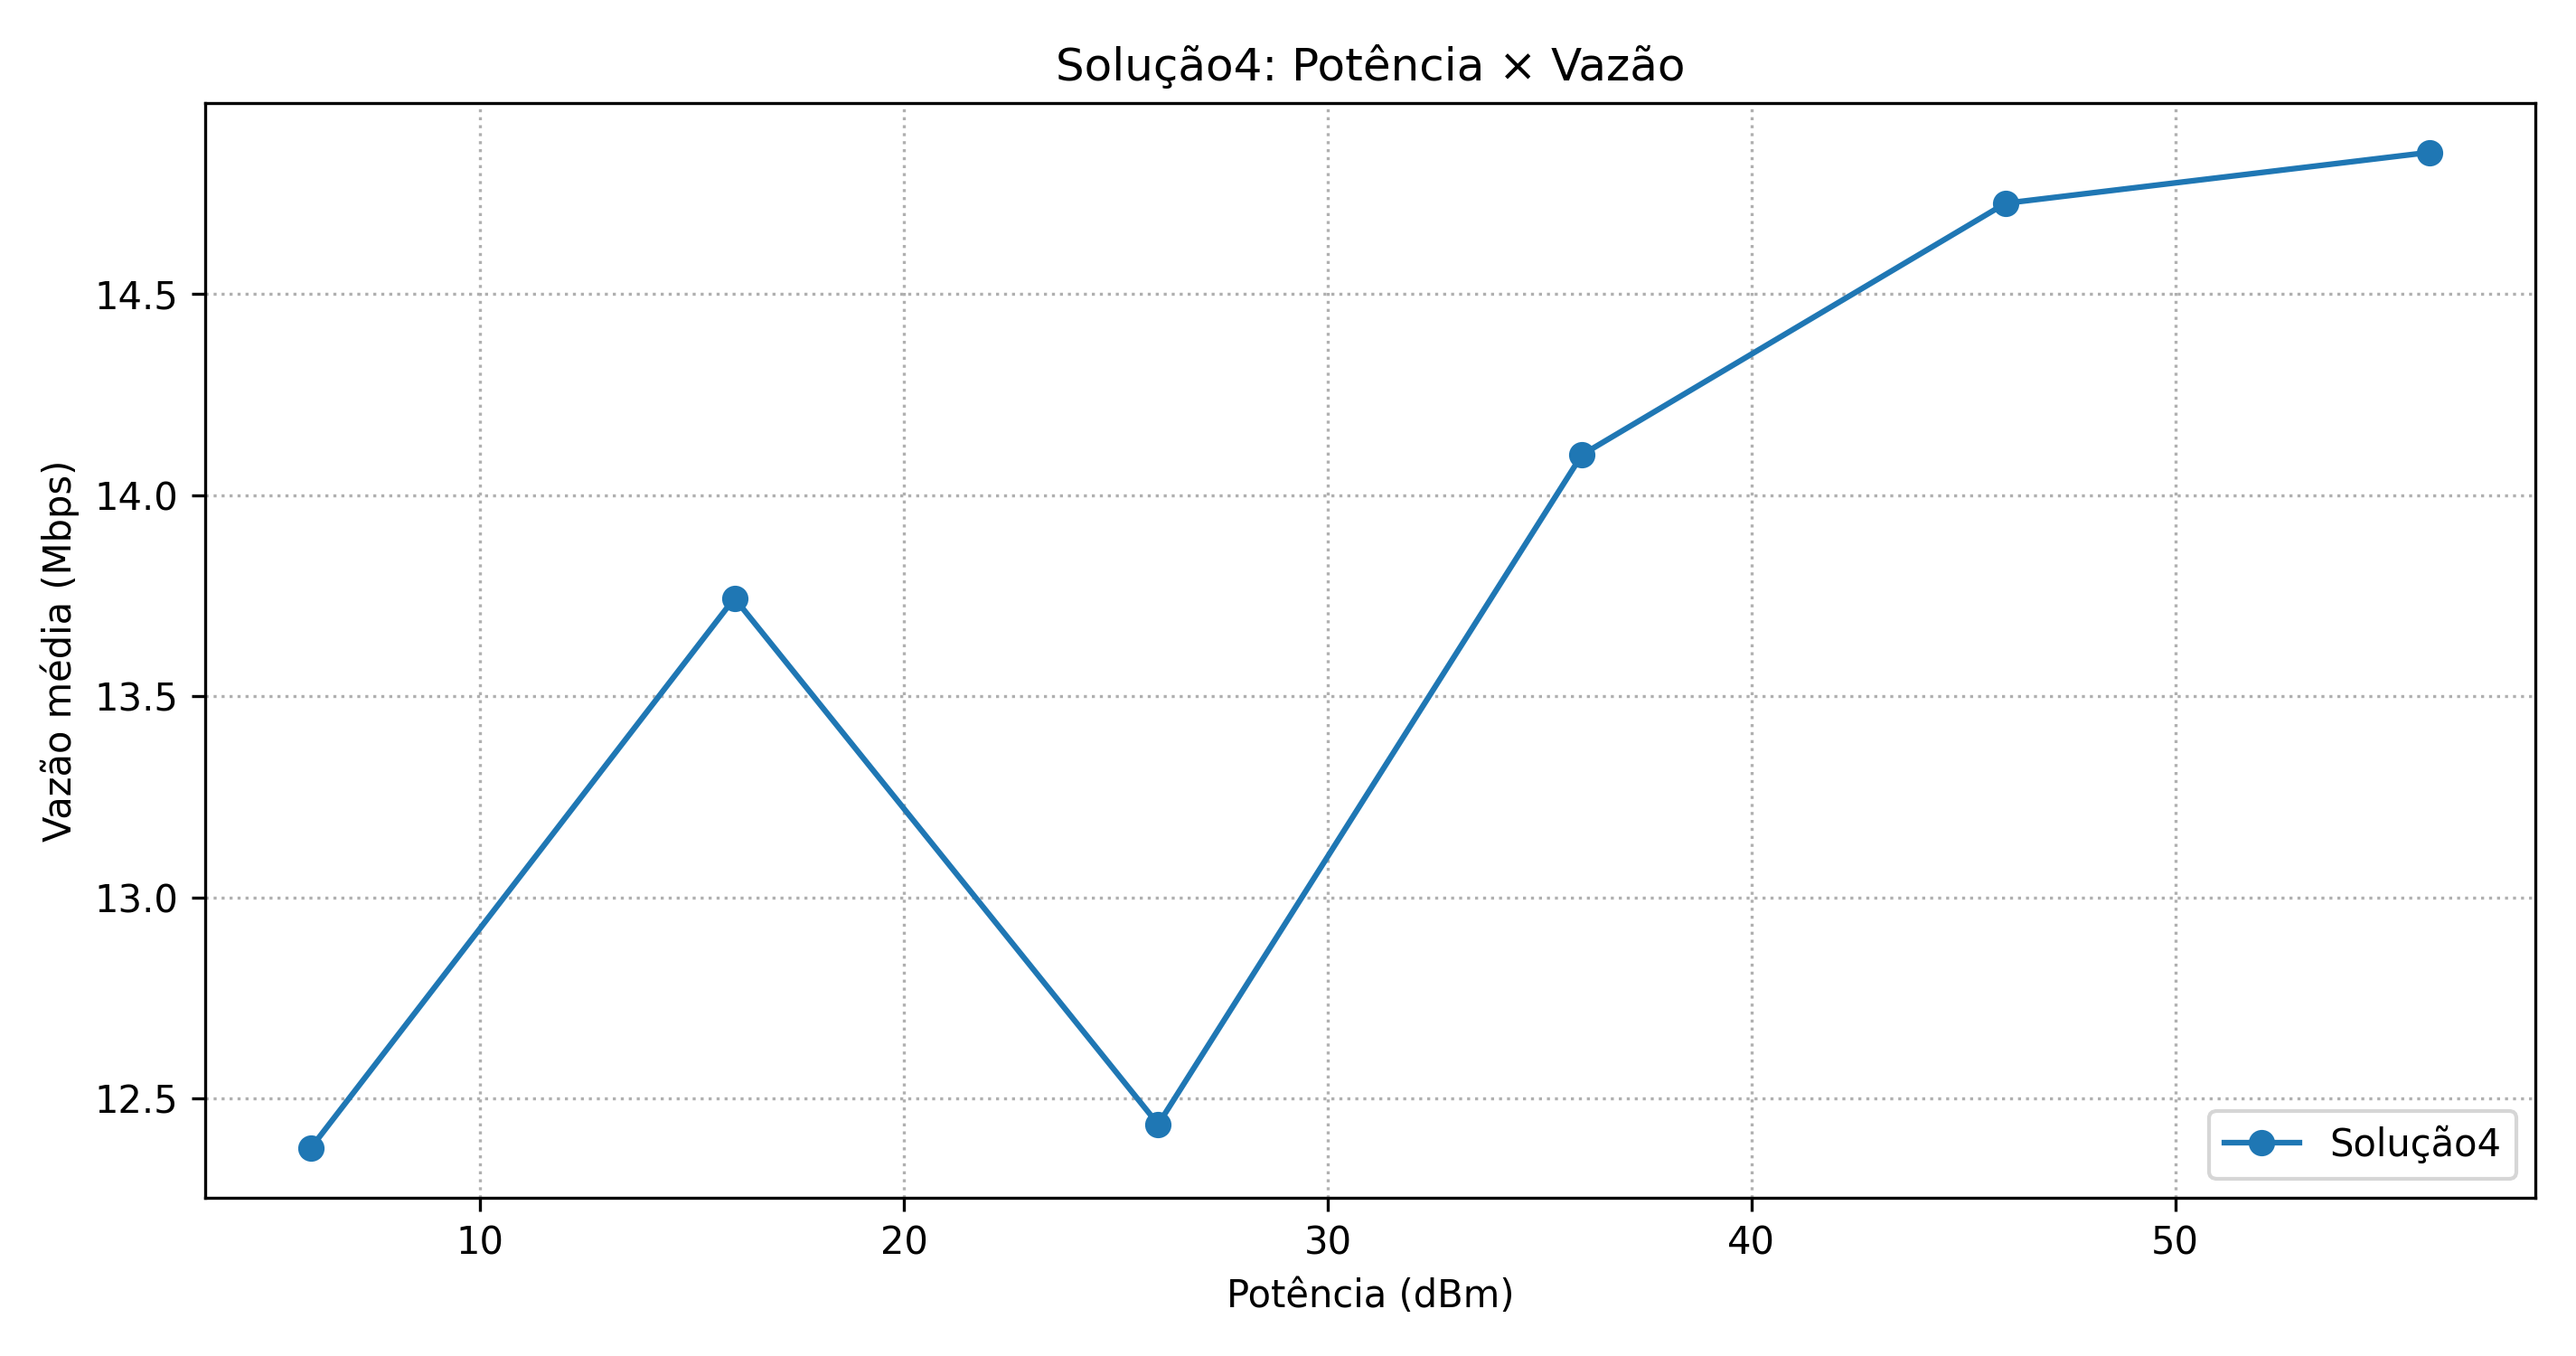 Solução4: Potência × Vazão
Vazão média (Mbps)
14.5
14.0
13.5
13.0
12.5
10
20
30
40
50
Potência (dBm)
Solução4